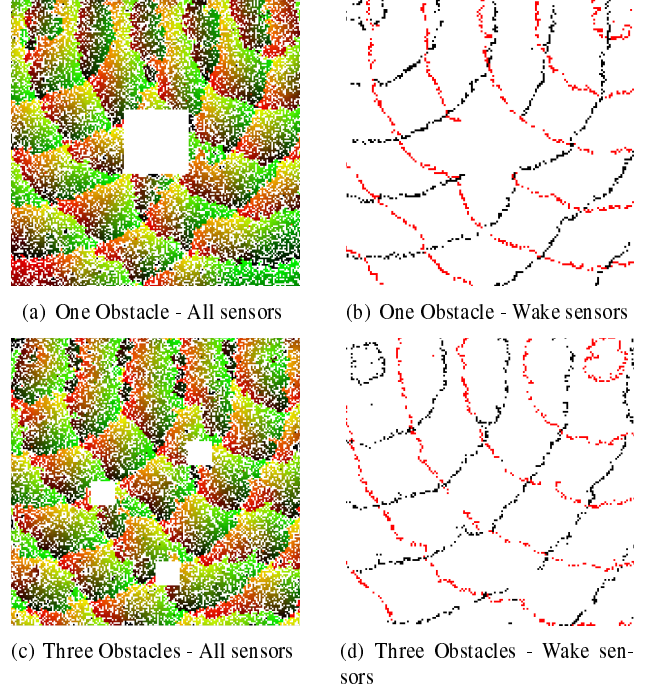 (a) One Obstacle - All sensors
(b) One Obstacle - Wake sensors
(c) Three Obstacles - All sensors
(d) Three Obstacles - Wake sen-
sors